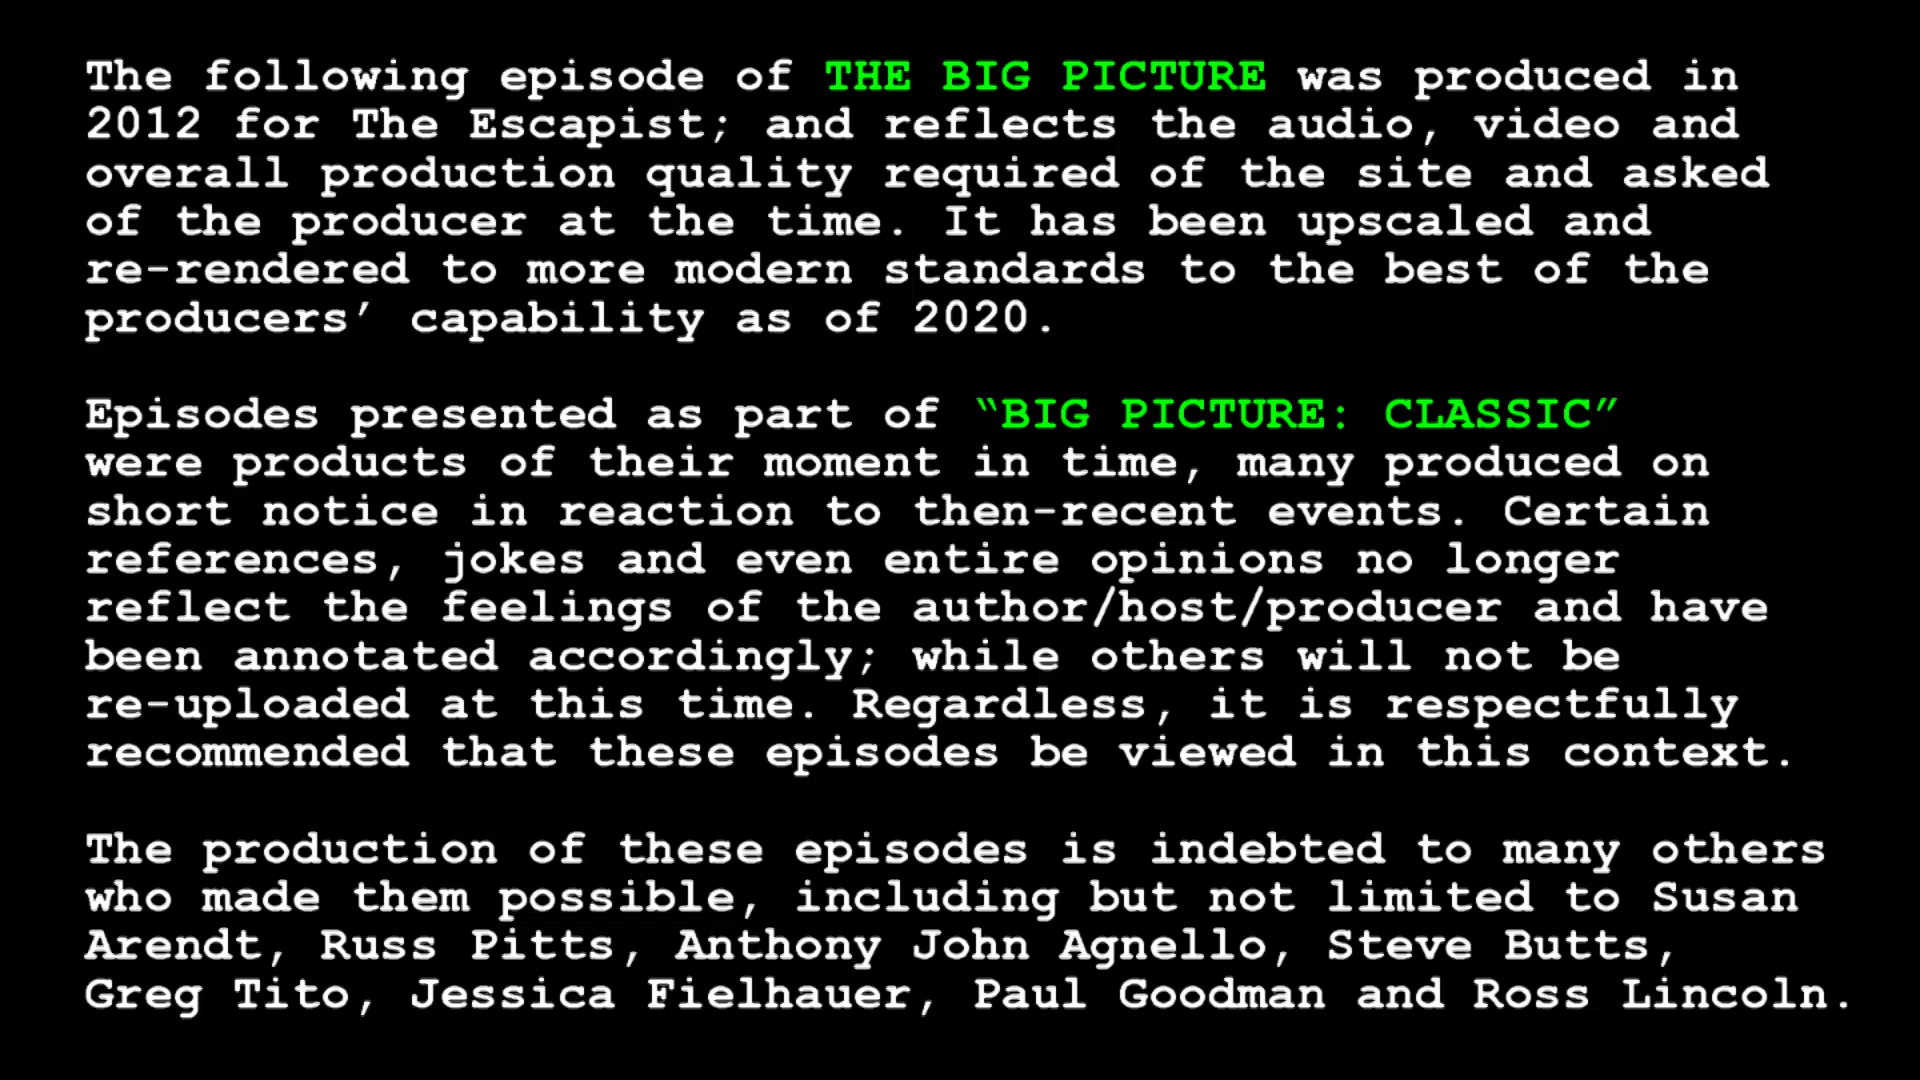 The following episode of THE BIG PICTURE was produced in
2012 for The Escapist; and reflects the audio, video and
overall production quality required of the site and asked
of the producer at the time. It has been upscaled and
re-rendered to more modern standards to the best of the
producers’ capability as of 2020.
Episodes presented as part of “BIG PICTURE: CLASSIC”
were products of their moment in time, many produced on
short notice in reaction to then-recent events. Certain
references, jokes and even entire opinions no longer
reflect the feelings of the author/host/producer and have
been annotated accordingly; while others will not be
re-uploaded at this time. Regardless, it is respectfully
recommended that these episodes be viewed in this context.
The production of these episodes is indebted to many others
who made them possible, including but not limited to Susan
Arendt, Russ Pitts, Anthony John Agnello, Steve Butts,
Greg Tito, Jessica Fielhauer, Paul Goodman and Ross Lincoln.